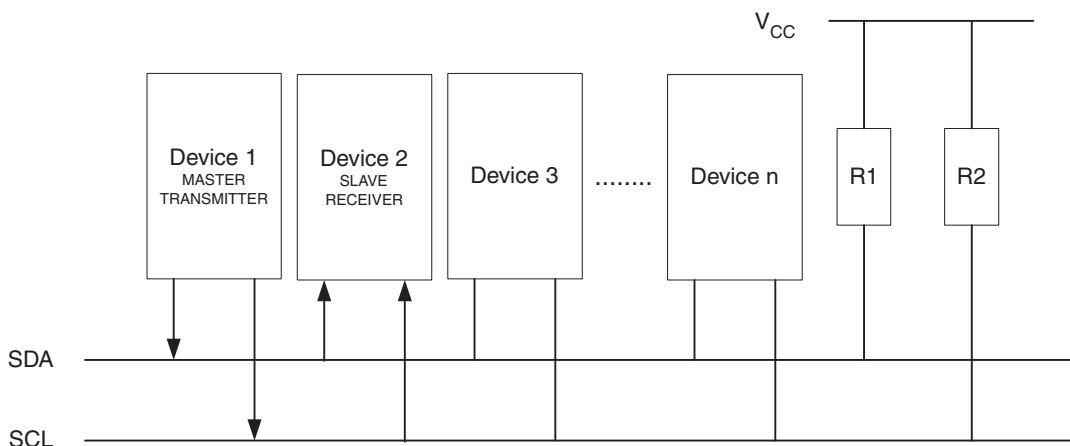 VCC
Device 1
MASTER
TRANSMITTER
Device 2
SLAVE
RECEIVER
Device 3
........
Device n
R1
R2
SDA
SCL